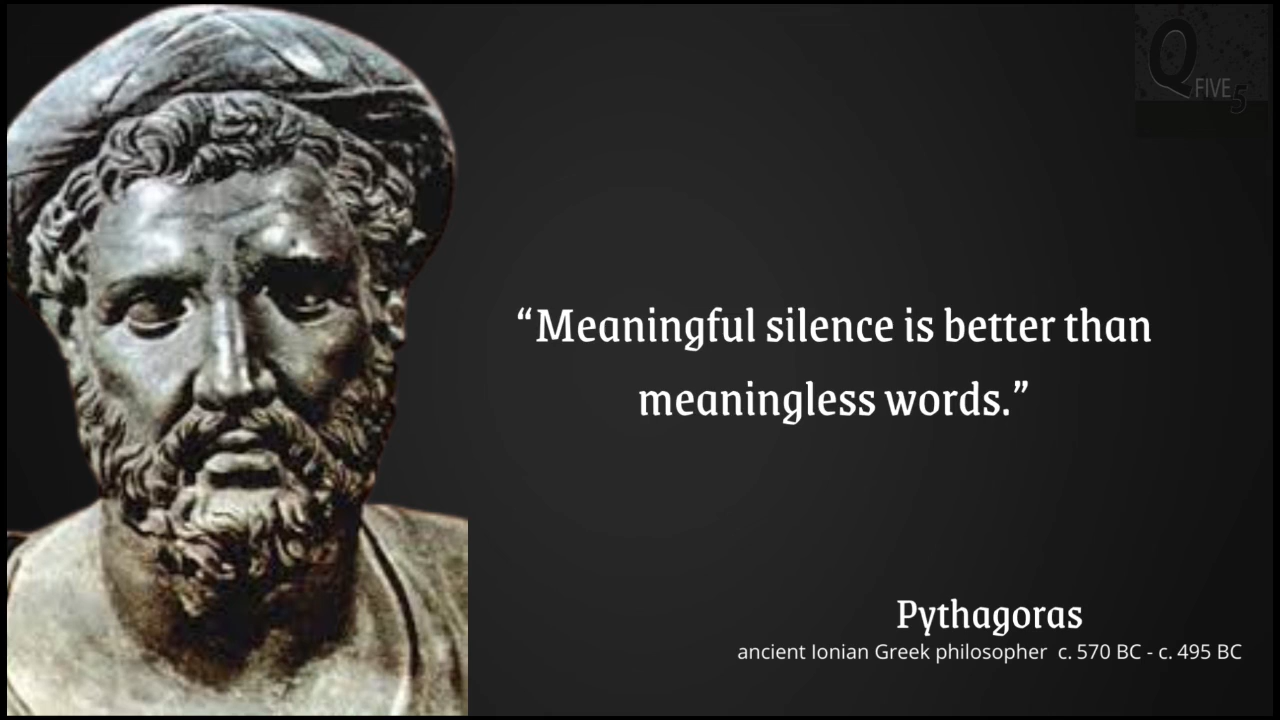 Q FIVE 5
“Meaningful silence is better than
meaningless words.”
Pythagoras
ancient Ionian Greek philosopher c. 570 BC - c. 495 BC